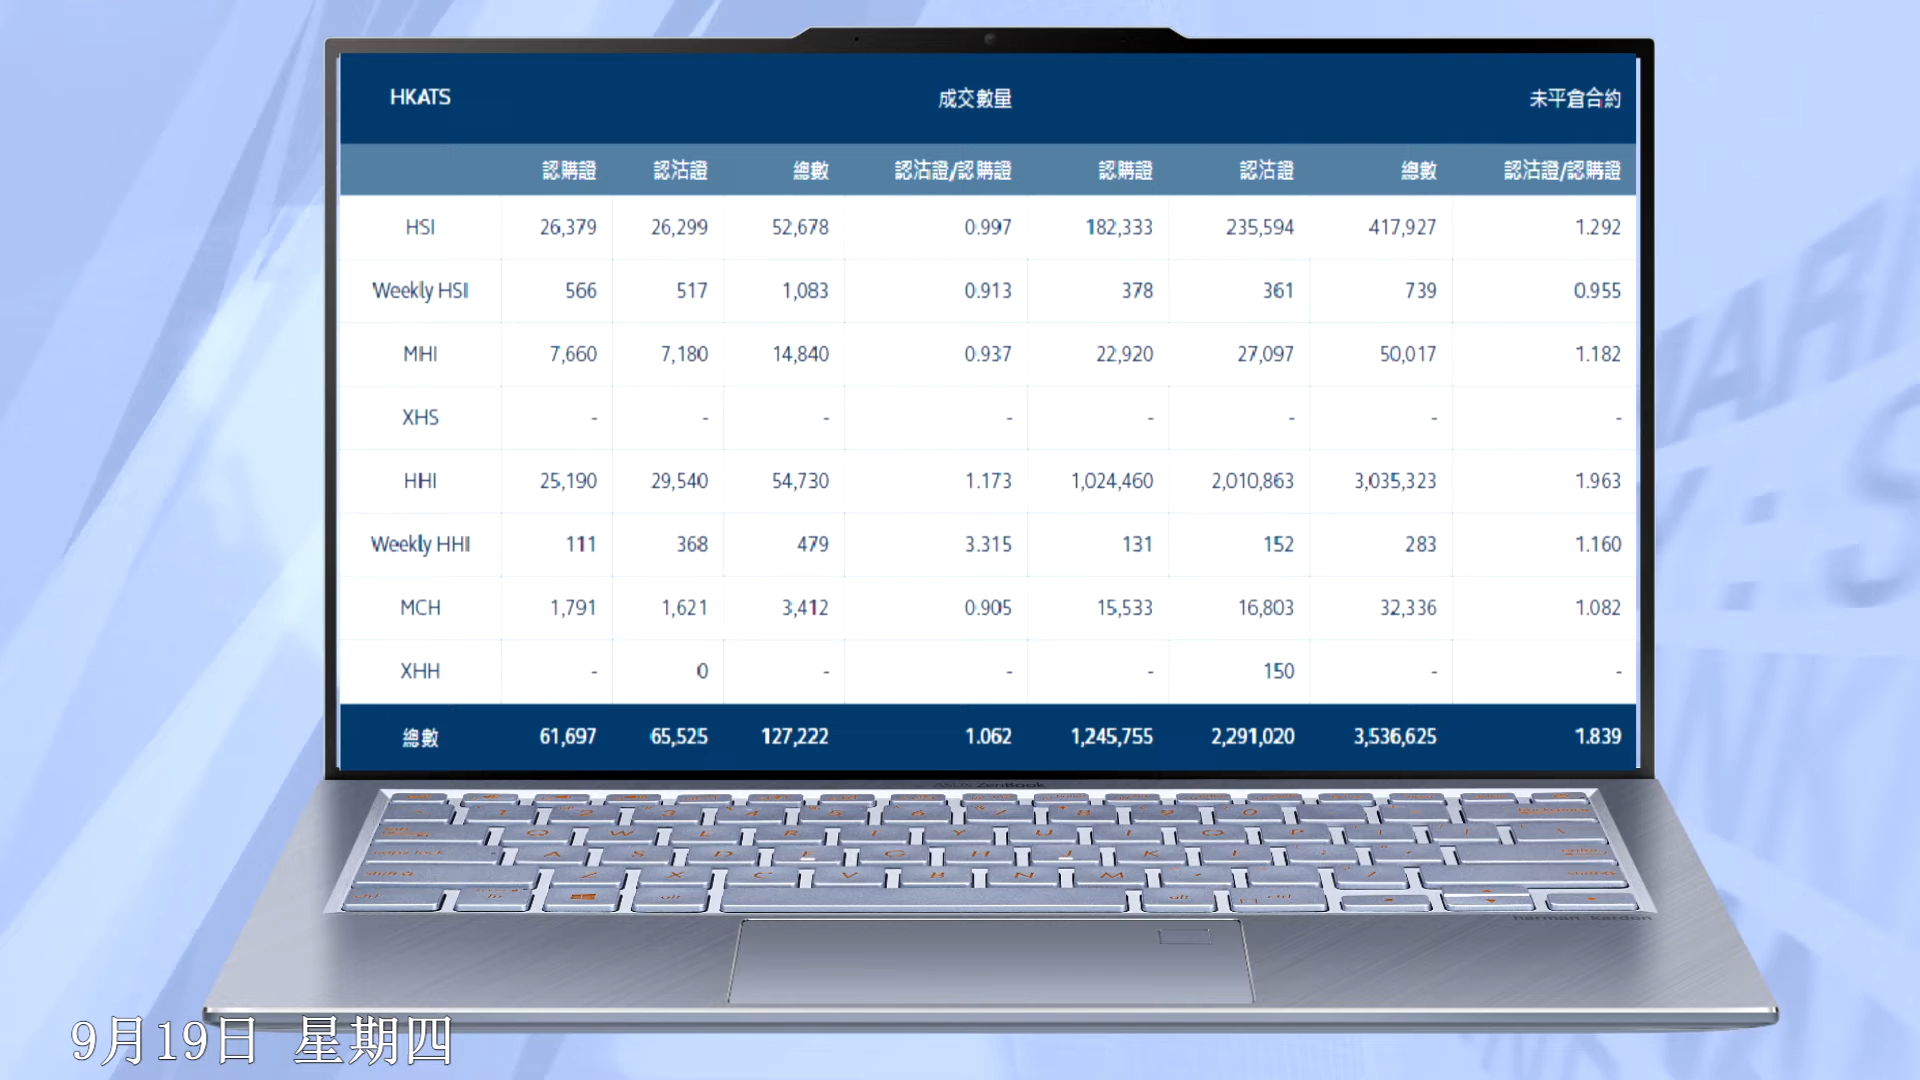 HKATS 成交數量 未平倉合約
認購證 認沽證 總數 認沽證/認購證 認購證 認沽證 總數 認沽證/認購證
HSI 26,379 26,299 52,678 0.997 182,333 235,594 417,927 1.292
Weekly HSI 566 517 1,083 0.913 378 361 739 0.955
MHI 7,660 7,180 14,840 0.937 22,920 27,097 50,017 1.182
XHS - - - - - - - -
HHI 25,190 29,540 54,730 1.173 1,024,460 2,010,863 3,035,323 1.963
Weekly HHI 111 368 479 3.315 131 152 283 1.160
MCH 1,791 1,621 3,412 0.905 15,533 16,803 32,336 1.082
XHH - 0 - - - 150 - -
總數 61,697 65,525 127,222 1.062 1,245,755 2,291,020 3,536,625 1.839
harman kardon
9月19日 星期四